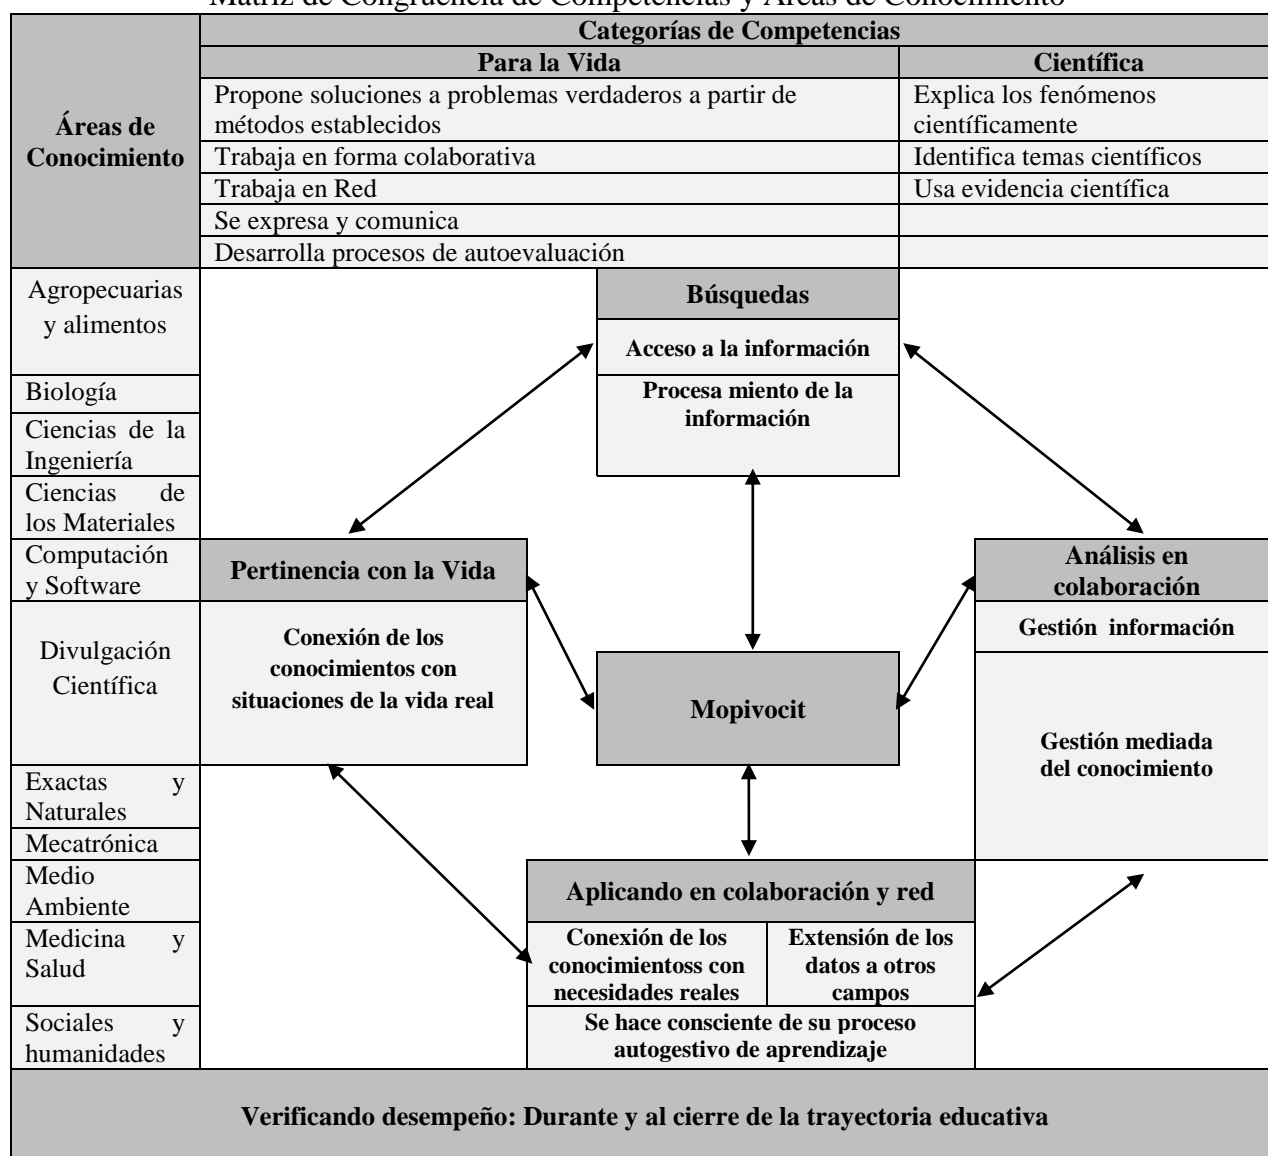 Matriz de Congruencia de Competencias y Áreas de Conocimiento
Categorías de Competencias
Para la Vida
Científica
Áreas de
Conocimiento
Propone soluciones a problemas verdaderos a partir de
métodos establecidos
Explica los fenómenos
científicamente
Trabaja en forma colaborativa
Identifica temas científicos
Trabaja en Red
Usa evidencia científica
Se expresa y comunica
Desarrolla procesos de autoevaluación
Agropecuarias
y alimentos
Biología
Ciencias de la
Ingeniería
Ciencias de
los Materiales
Computación
y Software
Divulgación
Científica
Exactas y
Naturales
Mecatrónica
Medio
Ambiente
Medicina y
Salud
Sociales y
humanidades
Búsquedas
Acceso a la información
Procesa miento de la
información
Pertinencia con la Vida
Conexión de los
conocimientos con
situaciones de la vida real
Mopivocit
Análisis en
colaboración
Gestión información
Gestión mediada
del conocimiento
Aplicando en colaboración y red
Conexión de los
conocimientoss con
necesidades reales
Extensión de los
datos a otros
campos
Se hace consciente de su proceso
autogestivo de aprendizaje
Verificando desempeño: Durante y al cierre de la trayectoria educativa